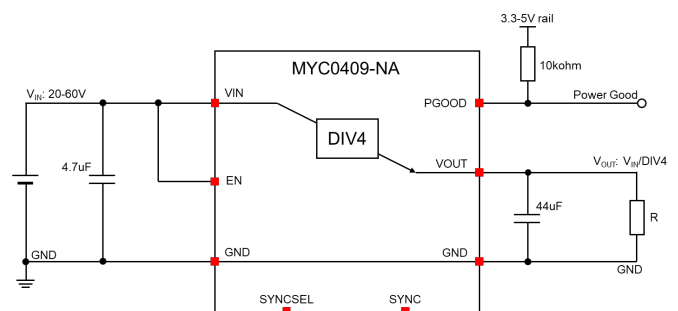 3.3-5V rail
MYC0409-NA
10kohm
VIN: 20-60V
VIN
PGOOD
Power Good
DIV4
VOUT
VOUT: VIN/DIV4
4.7uF
EN
44uF
R
GND
GND
GND
GND
SYNCSEL
SYNC